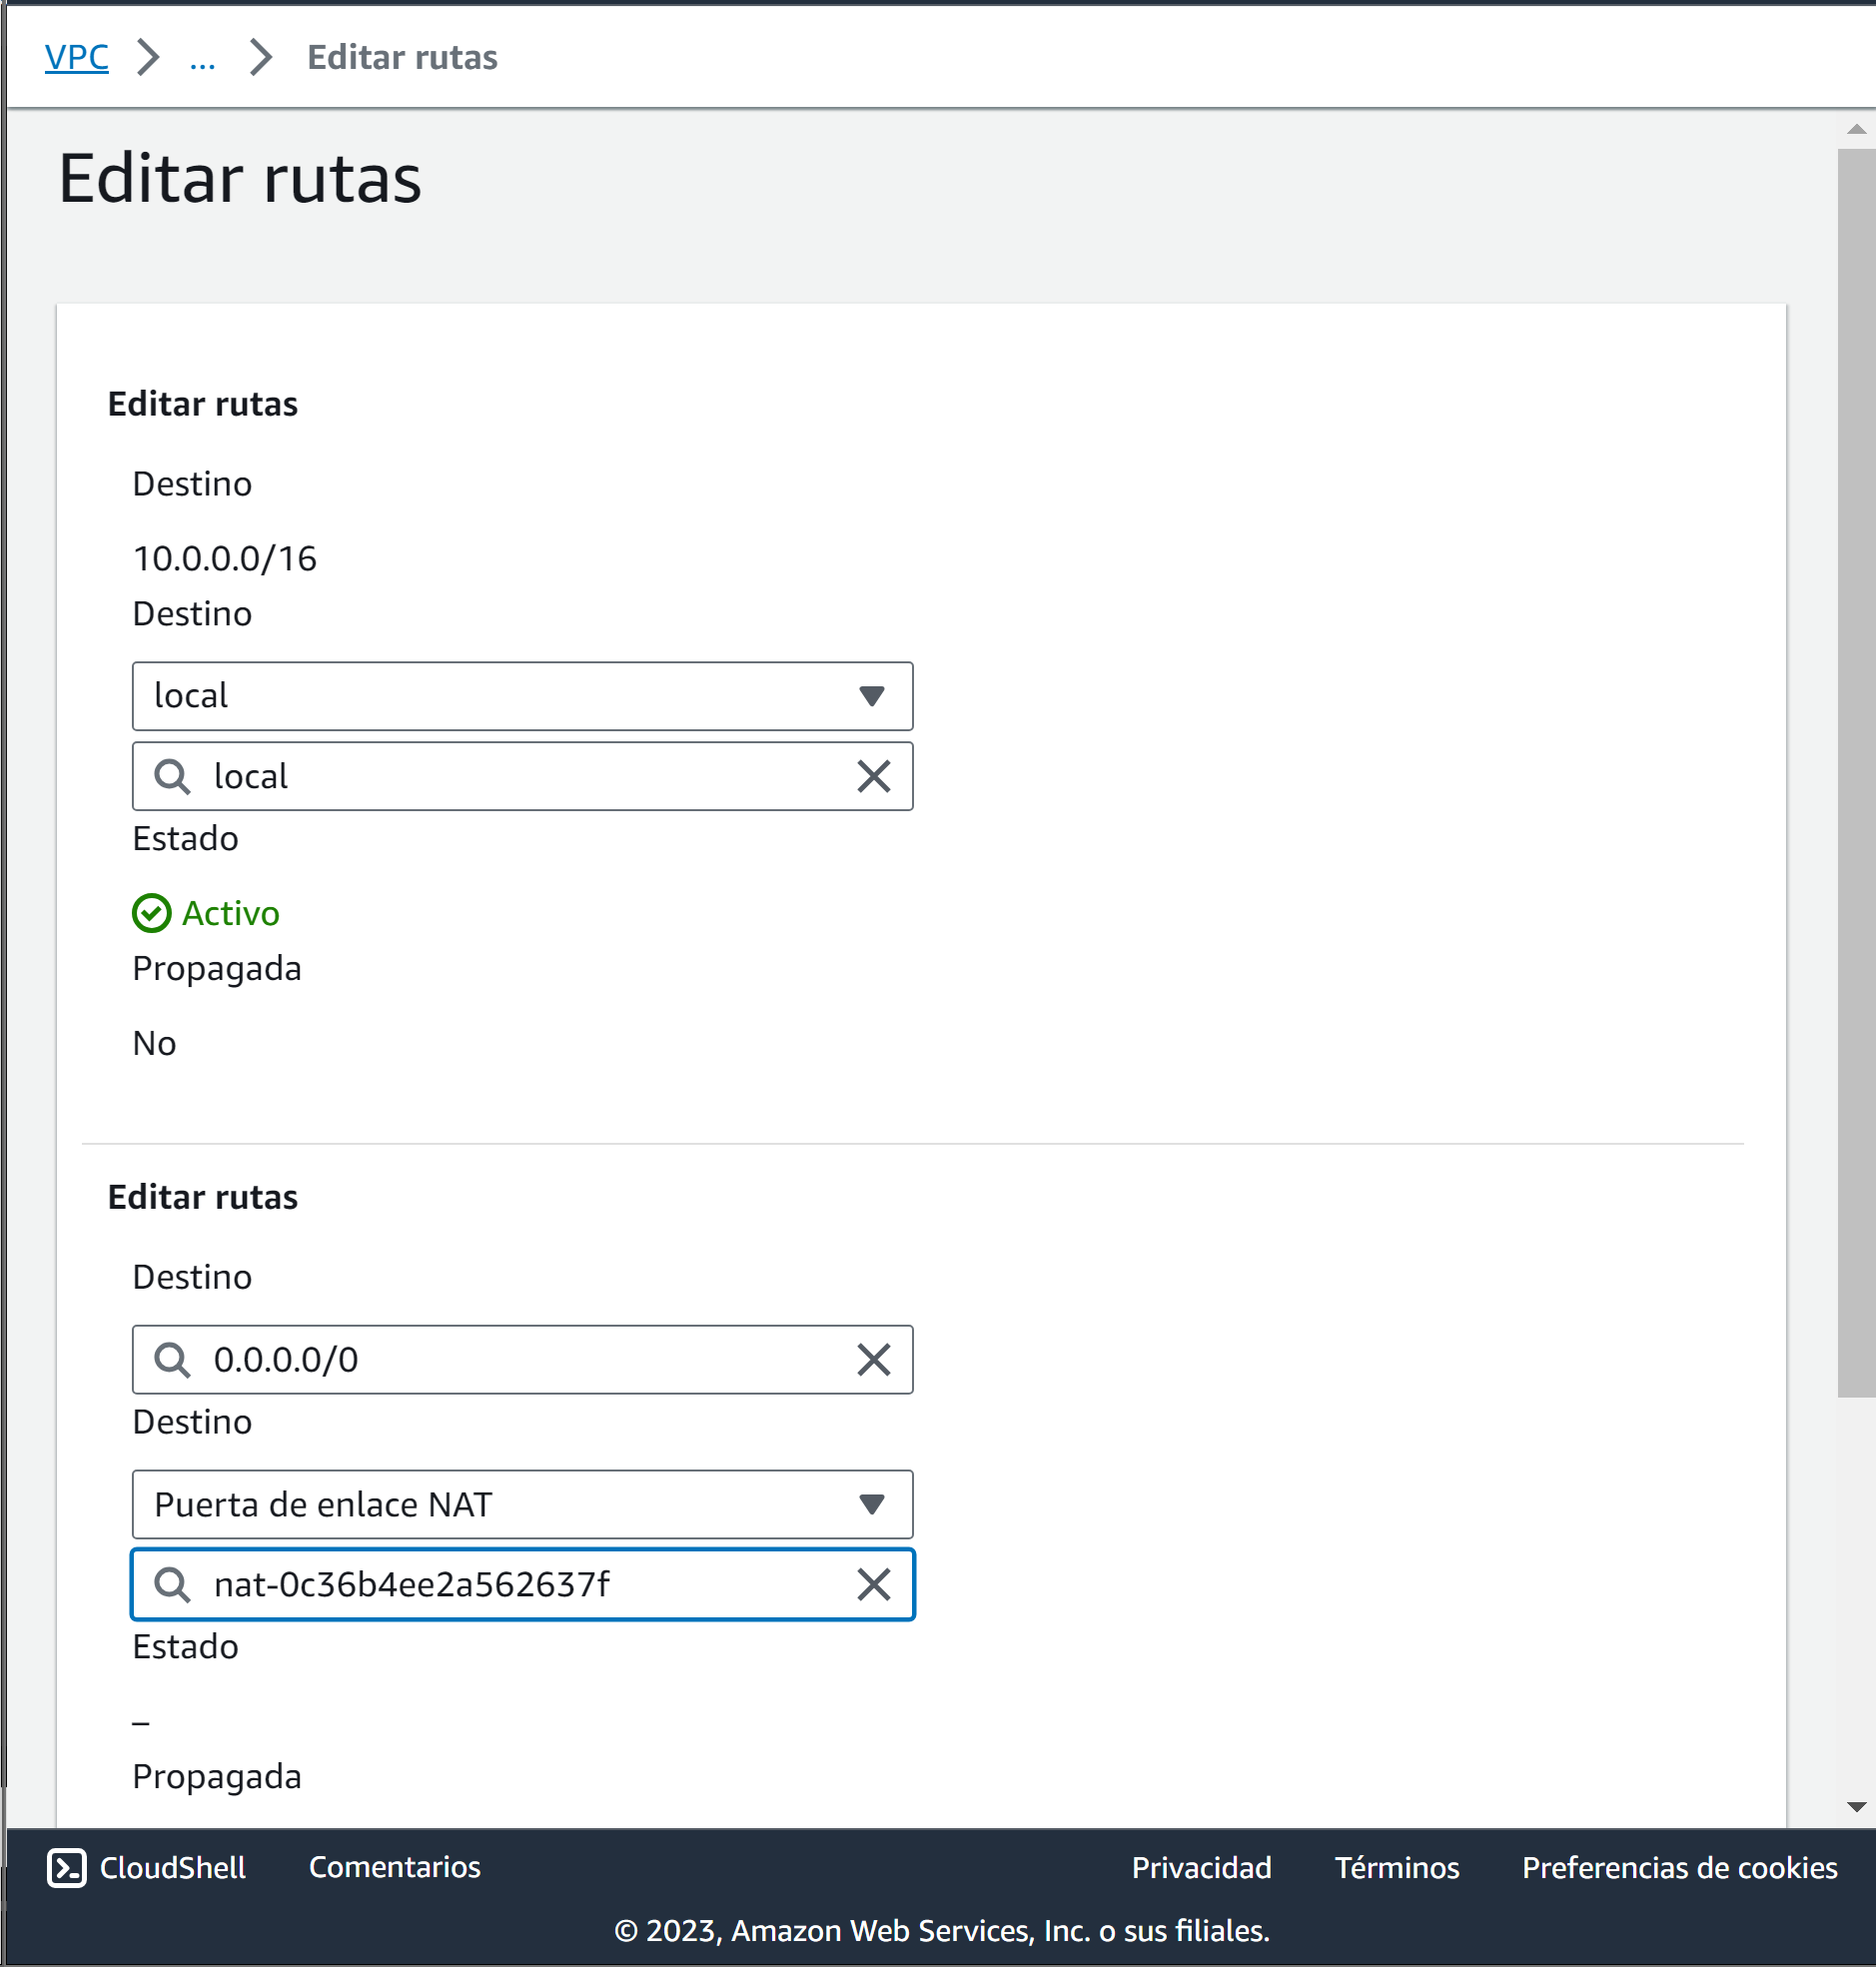 VPC > ... > Editar rutas
Editar rutas
Editar rutas
Destino
10.0.0.0/16
Destino
local
local
Estado
Activo
Propagada
No
Editar rutas
Destino
0.0.0.0/0
Destino
Puerta de enlace NAT
nat-0c36b4ee2a562637f
Estado
–
Propagada
CloudShell Comentarios Privacidad Términos Preferencias de cookies
© 2023, Amazon Web Services, Inc. o sus filiales.